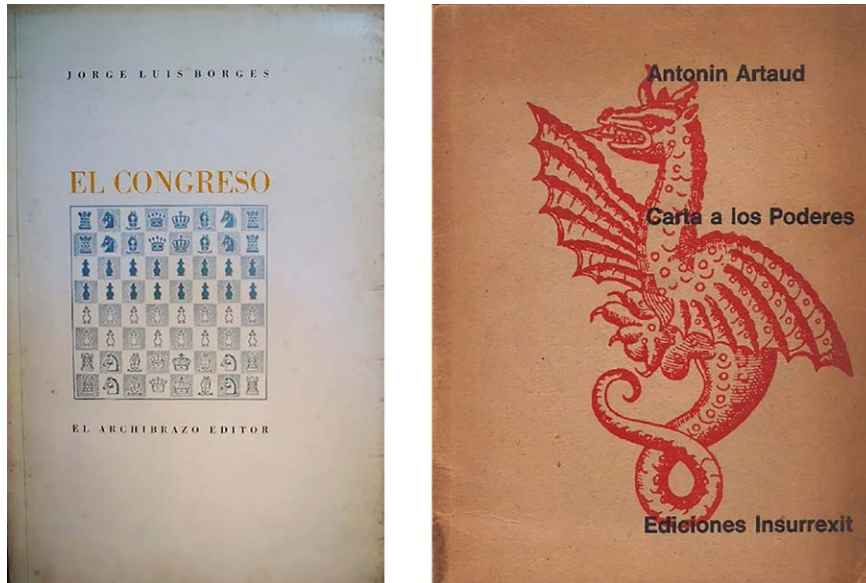 JORGE LUIS BORGES
EL CONGRESO
EL ARCHIBRAZO EDITOR
Antonin Artaud
Carta a los Poderes
Ediciones Insurrexit